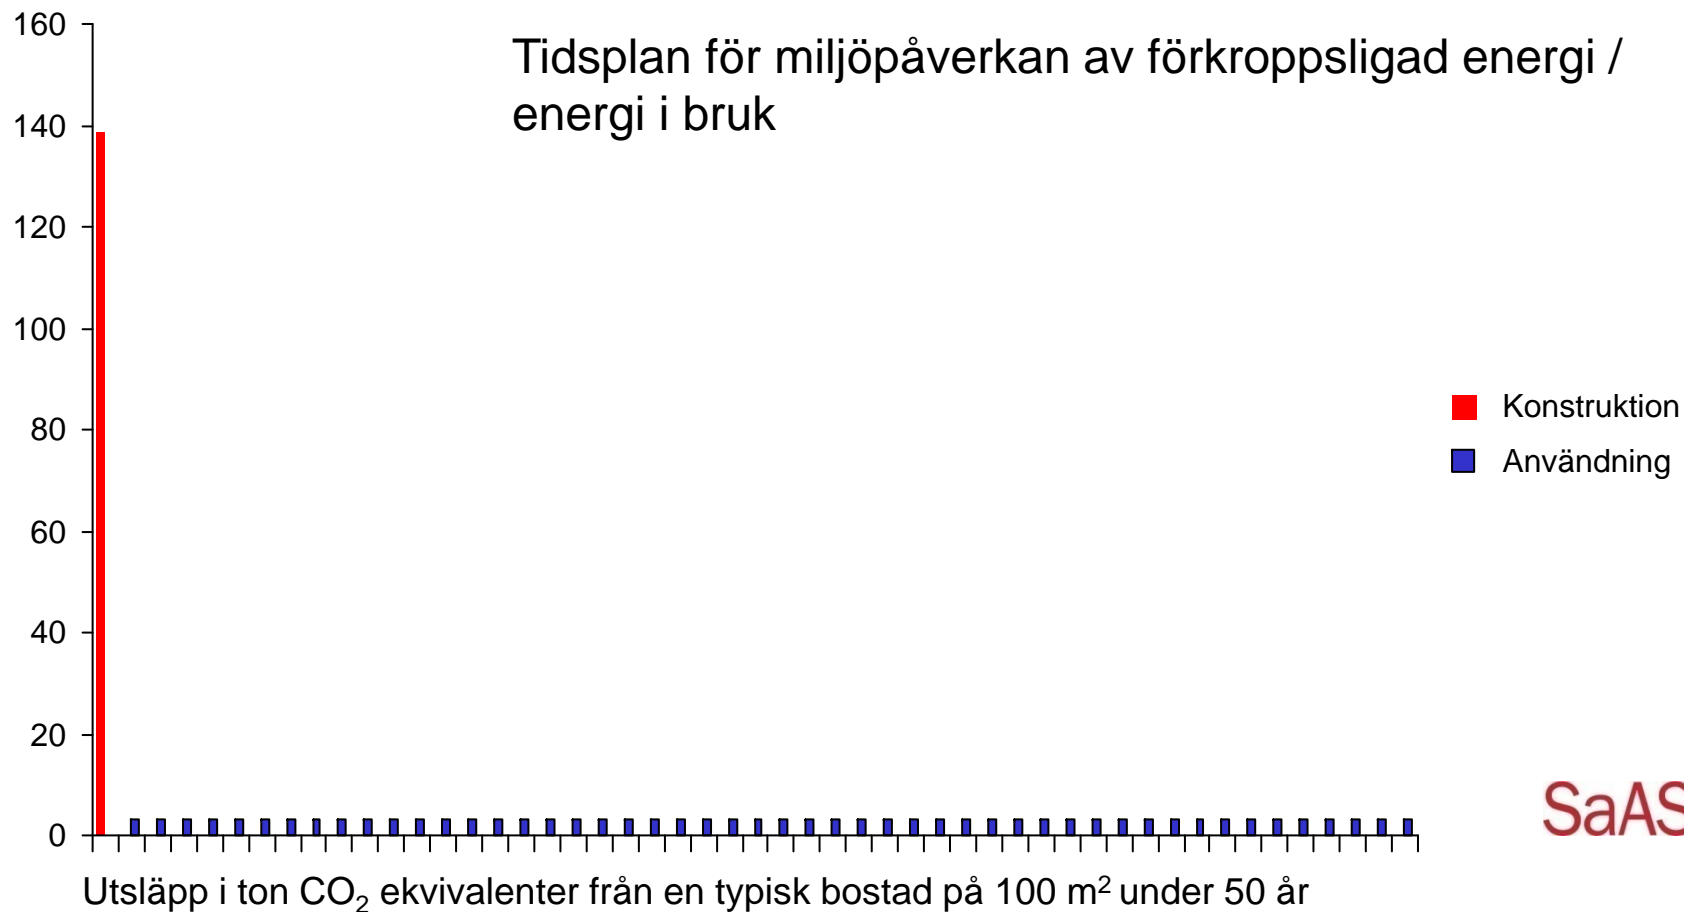 Tidsplan för miljöpåverkan av förkroppsligad energi /
energi i bruk
160
140
120
100
80
60
40
20
0
Konstruktion
Användning
SaAS
Utsläpp i ton CO₂ ekvivalenter från en typisk bostad på 100 m² under 50 år